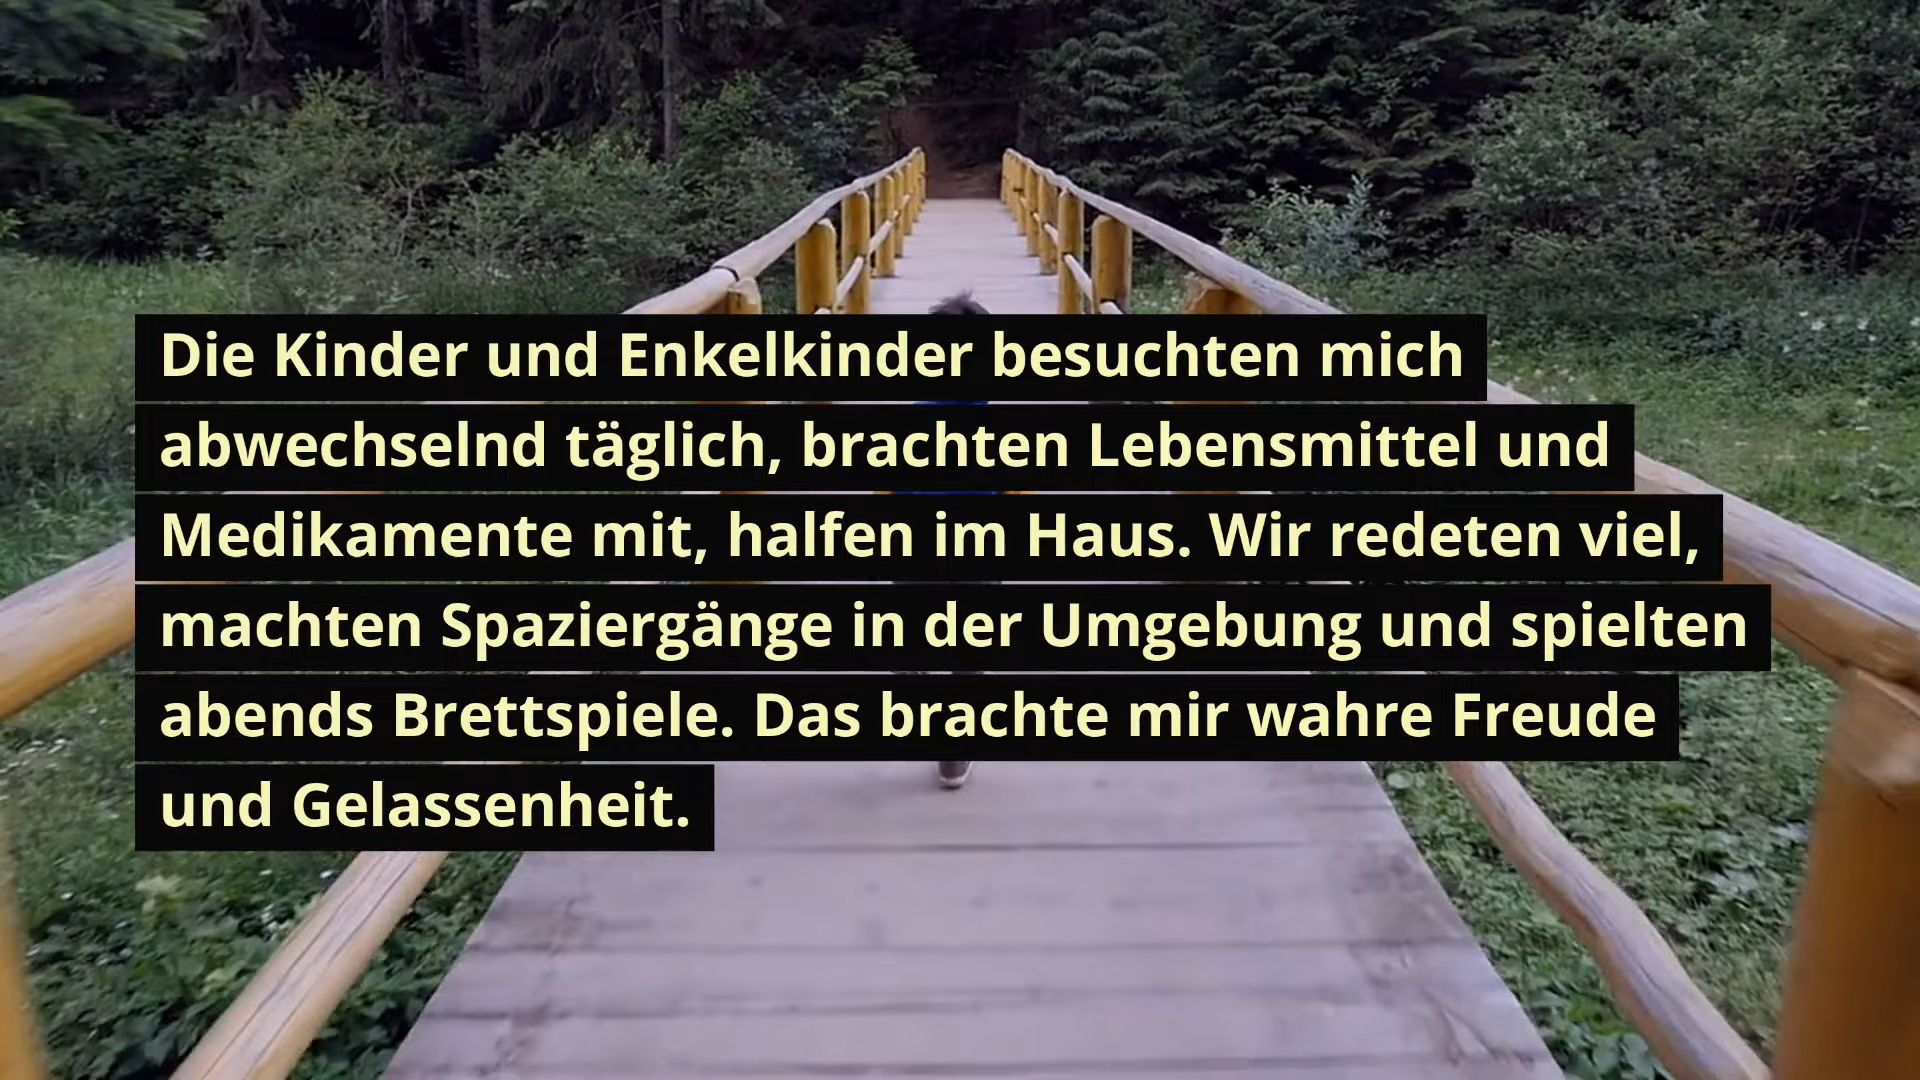 Die Kinder und Enkelkinder besuchten mich
abwechselnd täglich, brachten Lebensmittel und
Medikamente mit, halfen im Haus. Wir redeten viel,
machten Spaziergänge in der Umgebung und spielten
abends Brettspiele. Das brachte mir wahre Freude
und Gelassenheit.